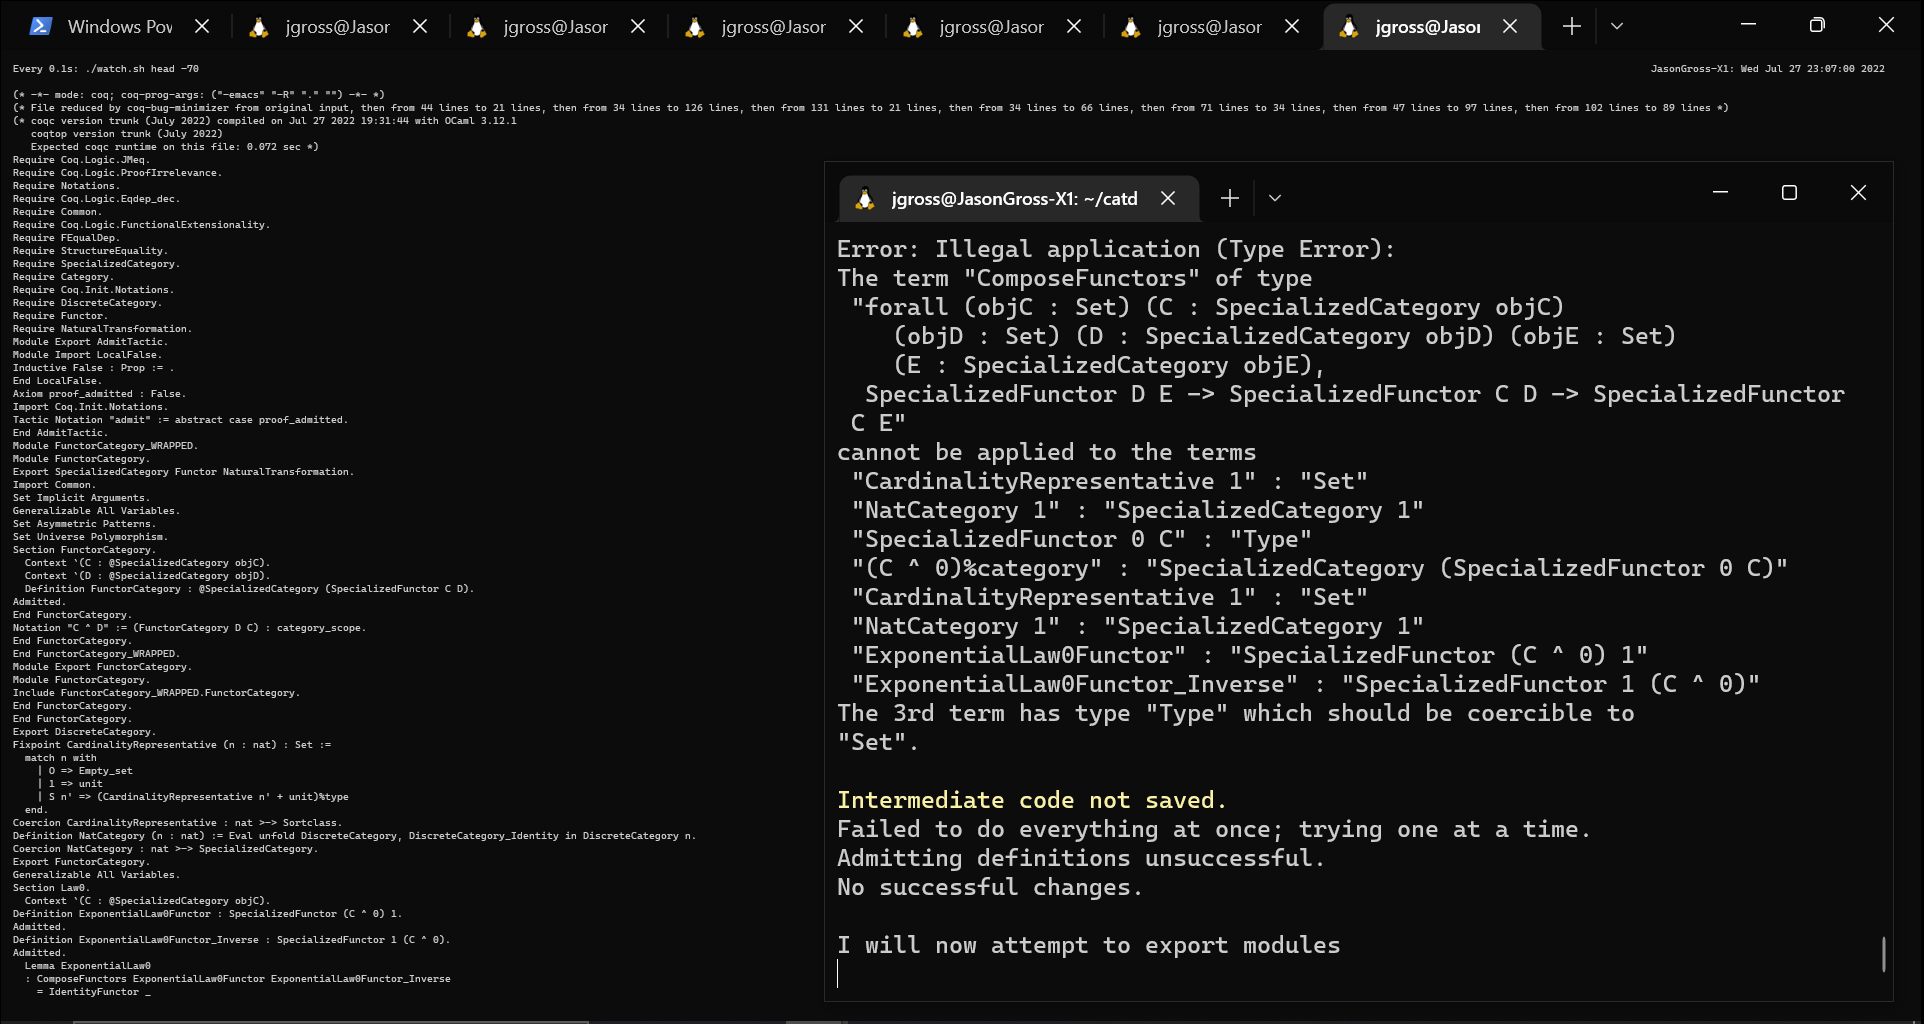 Windows Pov
jgross@Jasor
jgross@Jasor
jgross@Jasor
jgross@Jasor
jgross@Jasor
jgross@Jasor
Every 0.1s: ./watch.sh head -70
JasonGross-X1: Wed Jul 27 23:07:00 2022
(* -*- mode: coq; coq-prog-args: ("-emacs" "-R" "." "") -*- *)
(* File reduced by coq-bug-minimizer from original input, then from 44 lines to 21 lines, then from 34 lines to 126 lines, then from 131 lines to 21 lines, then from 34 lines to 66 lines, then from 71 lines to 34 lines, then from 47 lines to 97 lines, then from 102 lines to 89 lines *)
(* coqc version trunk (July 2022) compiled on Jul 27 2022 19:31:44 with OCaml 3.12.1
coqtop version trunk (July 2022)
Expected coqc runtime on this file: 0.072 sec *)
Require Coq.Logic.JMeq.
Require Coq.Logic.ProofIrrelevance.
Require Notations.
Require Coq.Logic.Eqdep_dec.
Require Common.
Require Coq.Logic.FunctionalExtensionality.
Require FEqualDep.
Require StructureEquality.
Require SpecializedCategory.
Require Category.
Require Coq.Init.Notations.
Require DiscreteCategory.
Require Functor.
Require NaturalTransformation.
Module Export AdmitTactic.
Module Import LocalFalse.
Inductive False : Prop := .
End LocalFalse.
Axiom proof_admitted : False.
Import Coq.Init.Notations.
Tactic Notation "admit" := abstract case proof_admitted.
End AdmitTactic.
Module FunctorCategory_WRAPPED.
Module FunctorCategory.
Export SpecializedCategory Functor NaturalTransformation.
Import Common.
Set Implicit Arguments.
Generalizable All Variables.
Set Asymmetric Patterns.
Set Universe Polymorphism.
Section FunctorCategory.
Context `(C : @SpecializedCategory objC).
Context `(D : @SpecializedCategory objD).
Definition FunctorCategory : @SpecializedCategory (SpecializedFunctor C D).
Admitted.
End FunctorCategory.
Notation "C ^ D" := (FunctorCategory D C) : category_scope.
End FunctorCategory.
End FunctorCategory_WRAPPED.
Module Export FunctorCategory.
Module FunctorCategory.
Include FunctorCategory_WRAPPED.FunctorCategory.
End FunctorCategory.
End FunctorCategory.
Export DiscreteCategory.
Fixpoint CardinalityRepresentative (n : nat) : Set :=
match n with
| O => Empty_set
| 1 => unit
| S n' => (CardinalityRepresentative n' + unit)%type
end.
Coercion CardinalityRepresentative : nat >-> Sortclass.
Definition NatCategory (n : nat) := Eval unfold DiscreteCategory, DiscreteCategory_Identity in DiscreteCategory n.
Coercion NatCategory : nat >-> SpecializedCategory.
Export FunctorCategory.
Generalizable All Variables.
Section Law0.
Context `(C : @SpecializedCategory objC).
Definition ExponentialLaw0Functor : SpecializedFunctor (C ^ 0) 1.
Admitted.
Definition ExponentialLaw0Functor_Inverse : SpecializedFunctor 1 (C ^ 0).
Admitted.
Lemma ExponentialLaw0
: ComposeFunctors ExponentialLaw0Functor ExponentialLaw0Functor_Inverse
= IdentityFunctor _
jgross@JasonGross-X1: ~/catd
Error: Illegal application (Type Error):
The term "ComposeFunctors" of type
"forall (objC : Set) (C : SpecializedCategory objC)
(objD : Set) (D : SpecializedCategory objD) (objE : Set)
(E : SpecializedCategory objE),
SpecializedFunctor D E -> SpecializedFunctor C D -> SpecializedFunctor
C E"
cannot be applied to the terms
"CardinalityRepresentative 1" : "Set"
"NatCategory 1" : "SpecializedCategory 1"
"SpecializedFunctor 0 C" : "Type"
"(C ^ 0)%category" : "SpecializedCategory (SpecializedFunctor 0 C)"
"CardinalityRepresentative 1" : "Set"
"NatCategory 1" : "SpecializedCategory 1"
"ExponentialLaw0Functor" : "SpecializedFunctor (C ^ 0) 1"
"ExponentialLaw0Functor_Inverse" : "SpecializedFunctor 1 (C ^ 0)"
The 3rd term has type "Type" which should be coercible to
"Set".
Intermediate code not saved.
Failed to do everything at once; trying one at a time.
Admitting definitions unsuccessful.
No successful changes.
I will now attempt to export modules